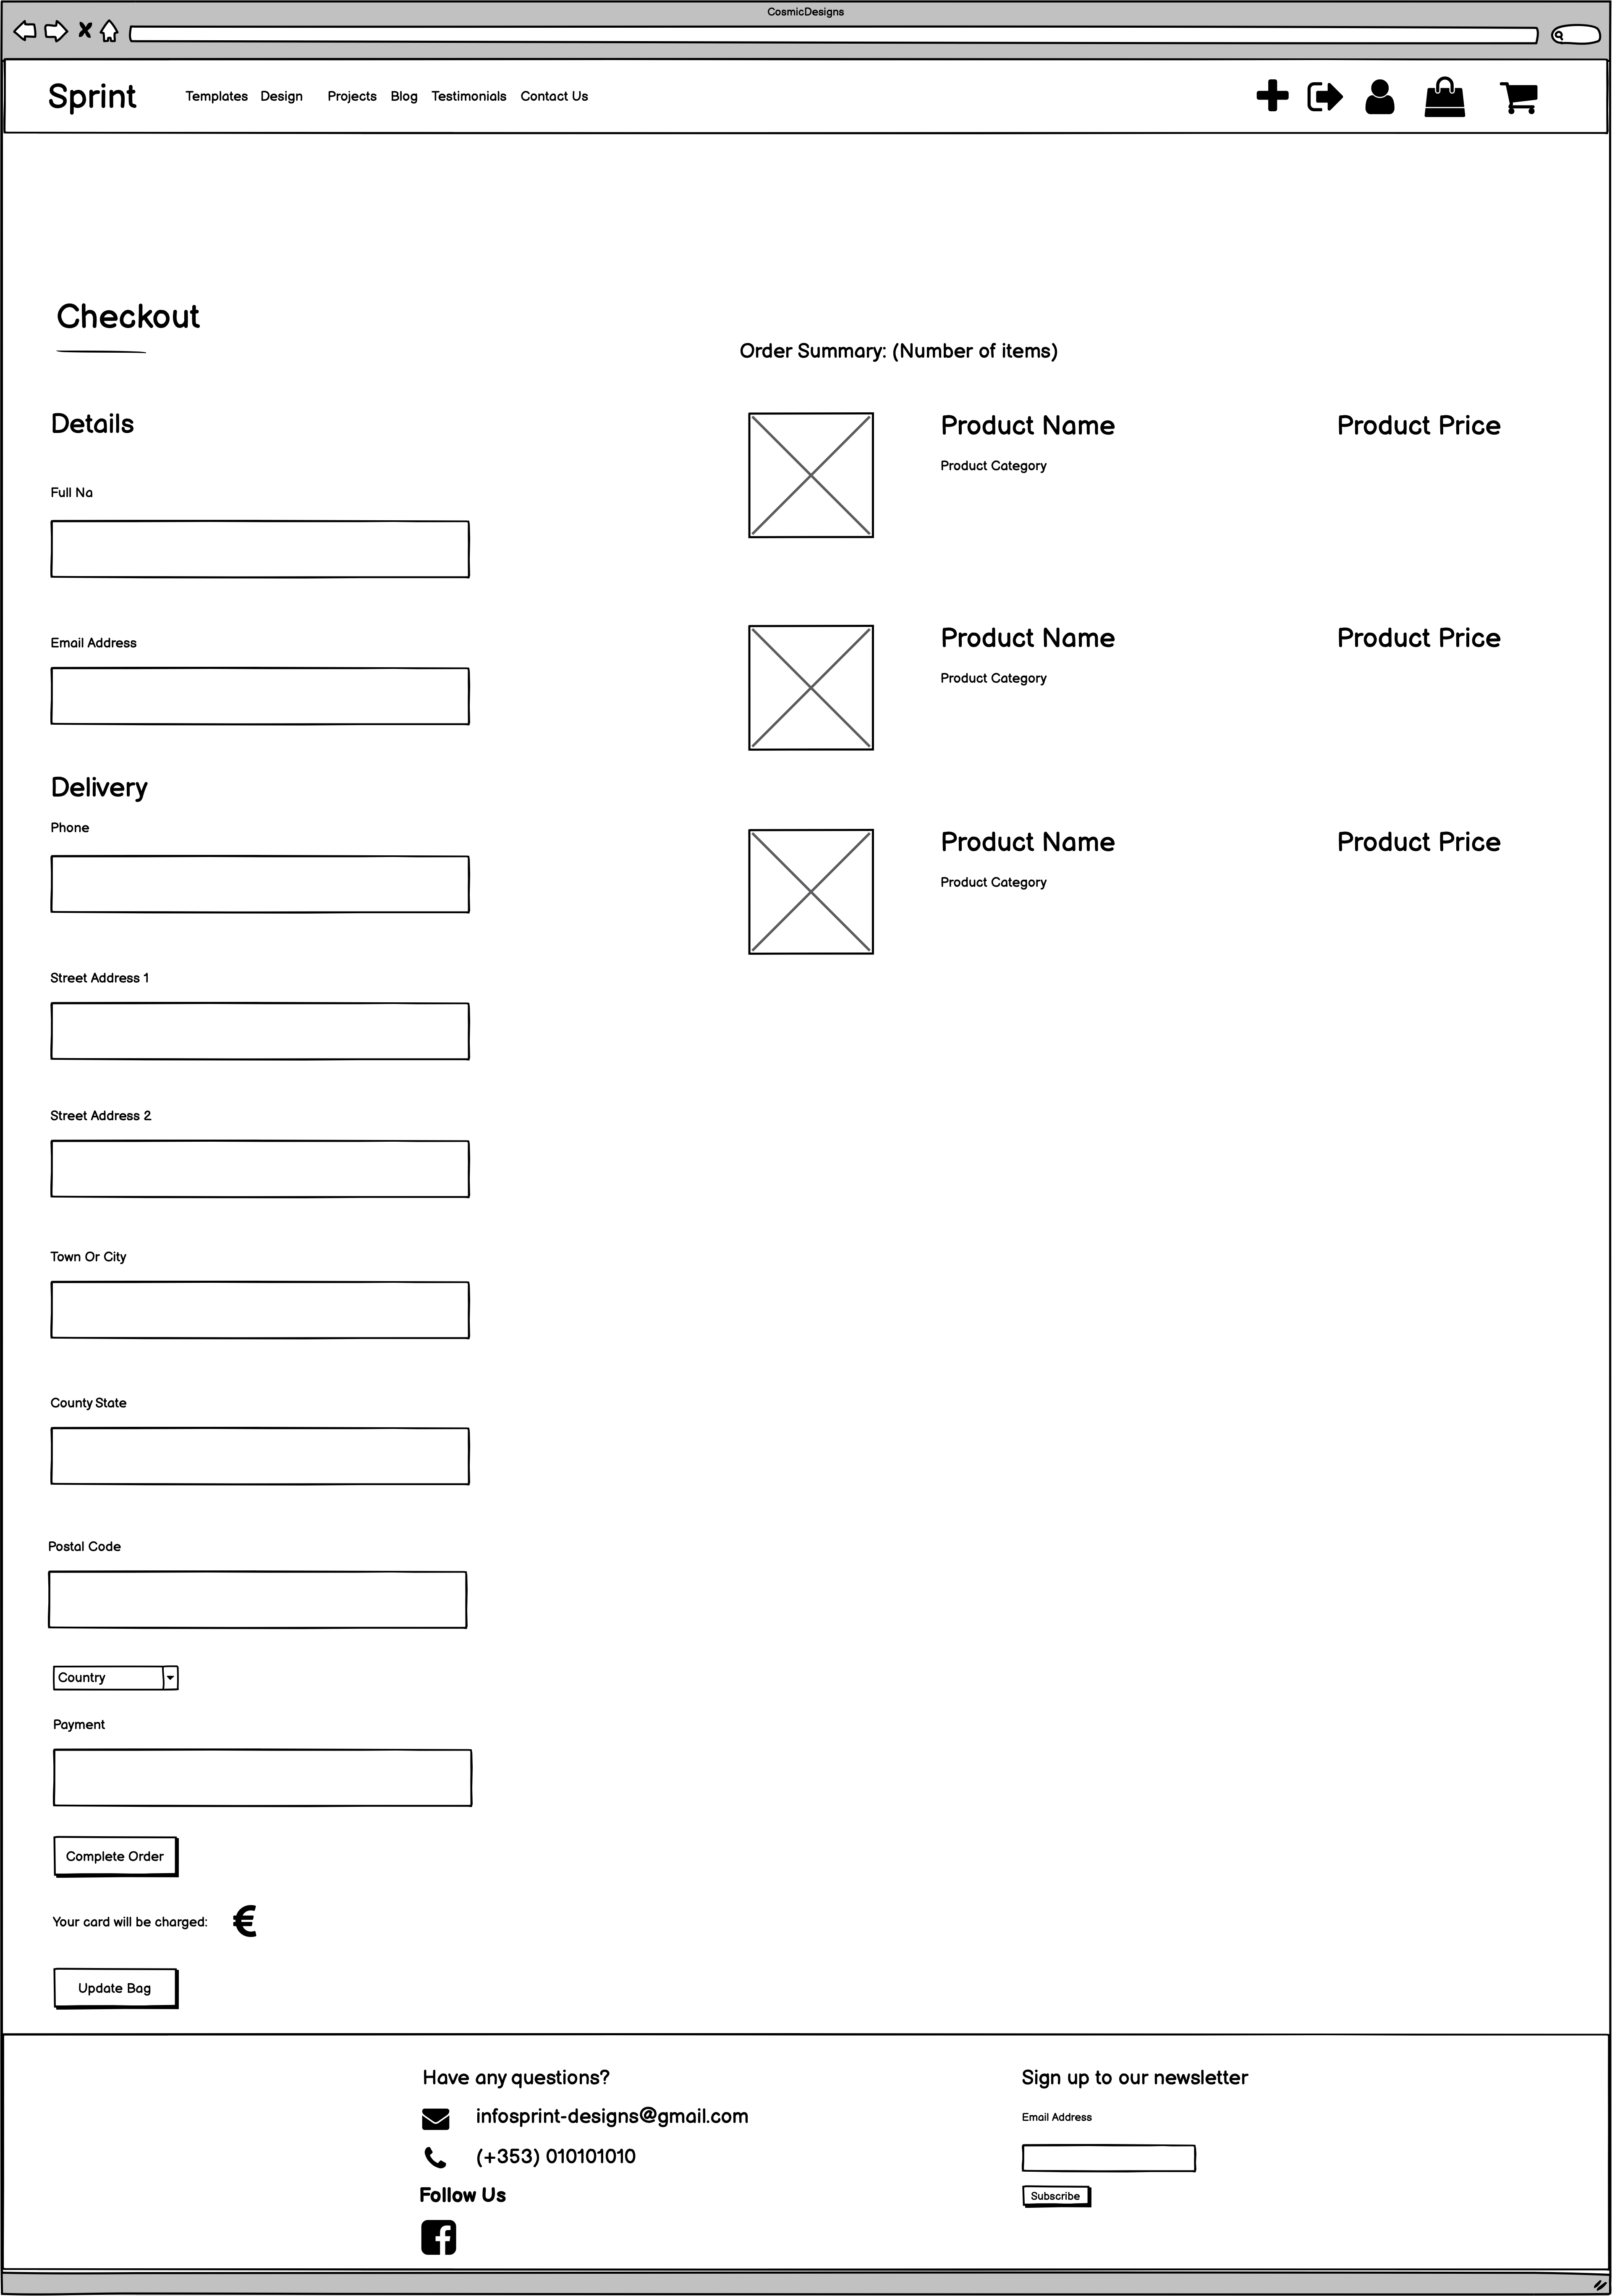 CosmicDesigns
Sprint
Templates Design Projects Blog Testimonials Contact Us
Checkout
Details
Full Na
Email Address
Delivery
Phone
Street Address 1
Street Address 2
Town Or City
County State
Postal Code
Country
Payment
Complete Order
Your card will be charged: €
Update Bag
Order Summary: (Number of items)
Product Name
Product Price
Product Category
Product Name
Product Price
Product Category
Product Name
Product Price
Product Category
Have any questions?
infosprint-designs@gmail.com
(+353) 010101010
Follow Us
Sign up to our newsletter
Email Address
Subscribe